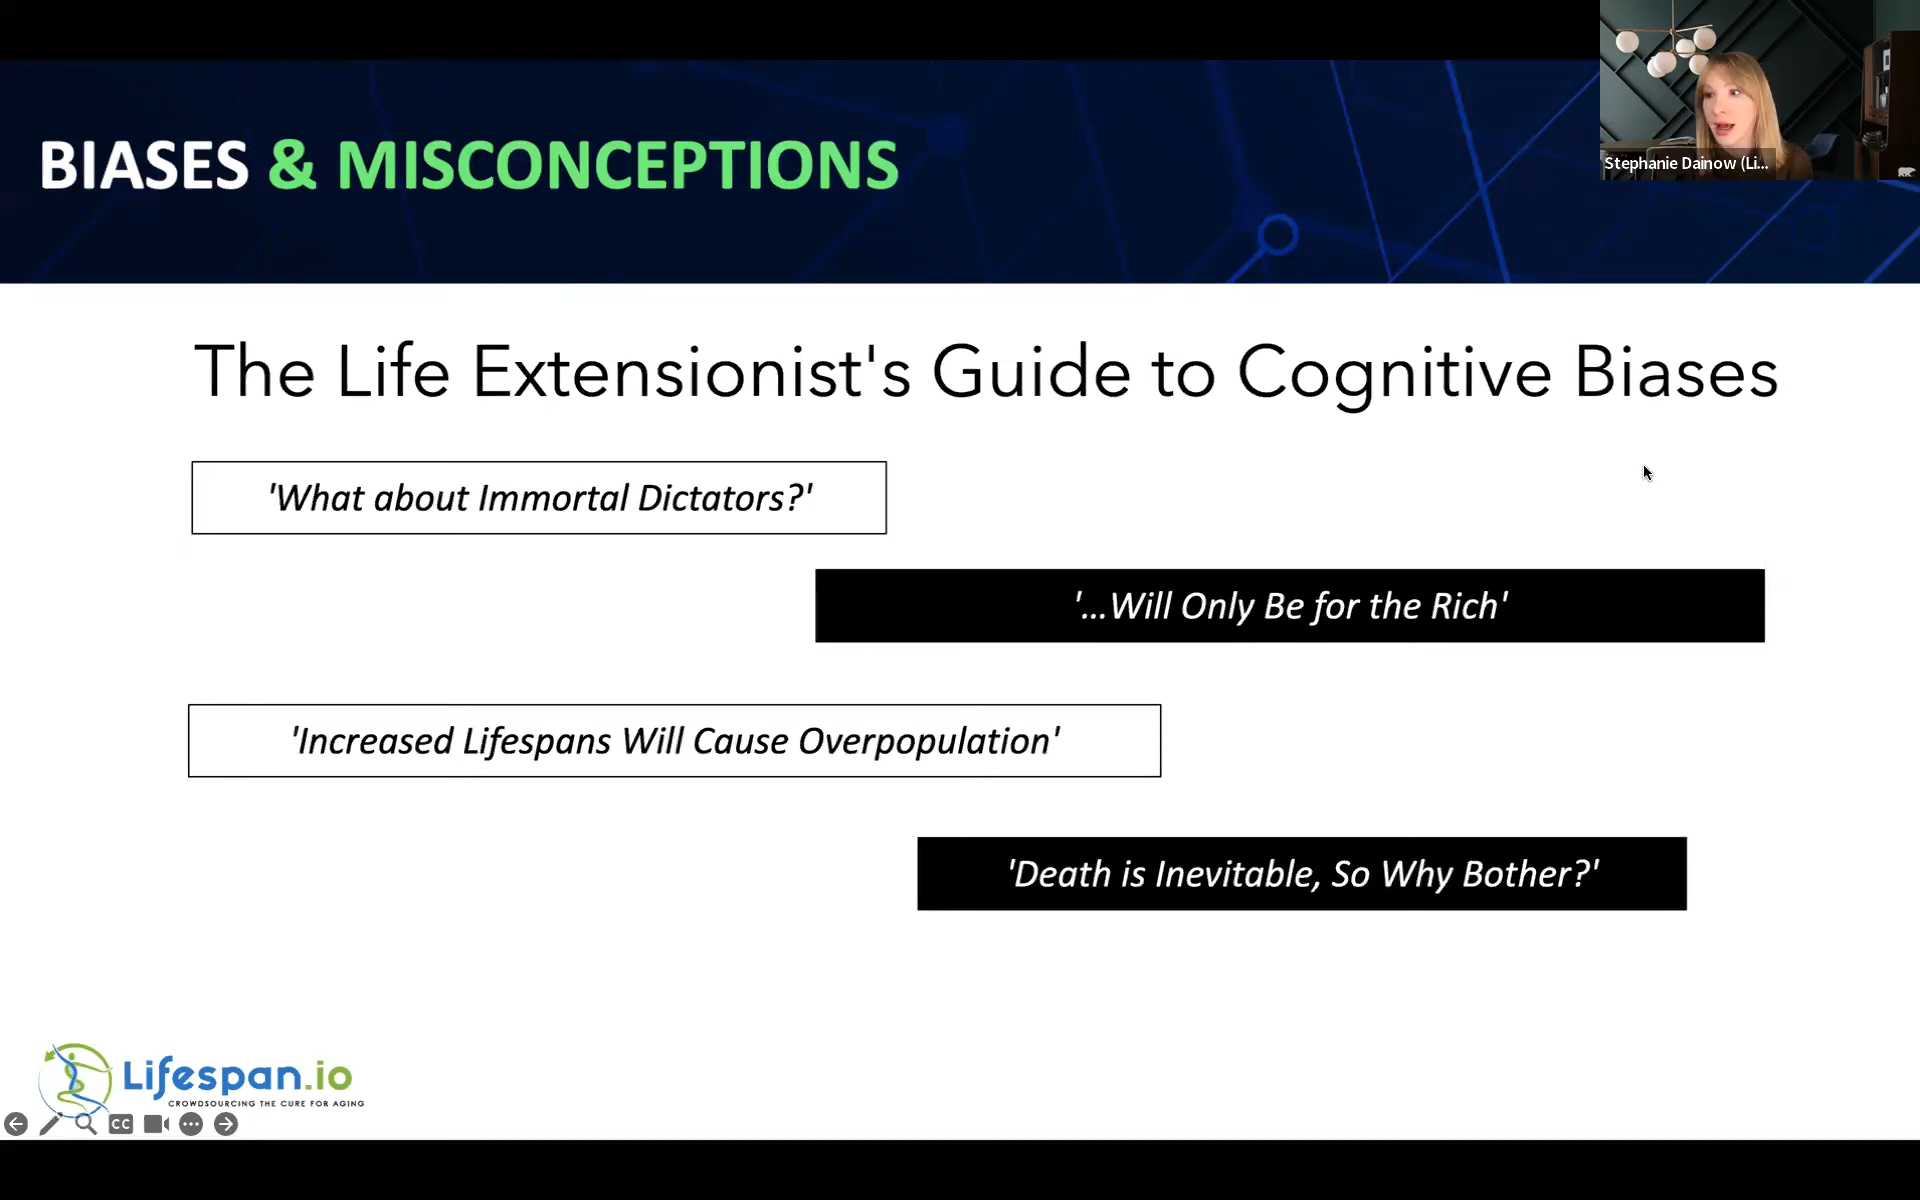 Stephanie Dainow (Li...
BIASES & MISCONCEPTIONS
The Life Extensionist's Guide to Cognitive Biases
'What about Immortal Dictators?'
'...Will Only Be for the Rich'
'Increased Lifespans Will Cause Overpopulation'
'Death is Inevitable, So Why Bother?'
Lifespan.io
CROWDSOURCING THE CURE FOR AGING
CC